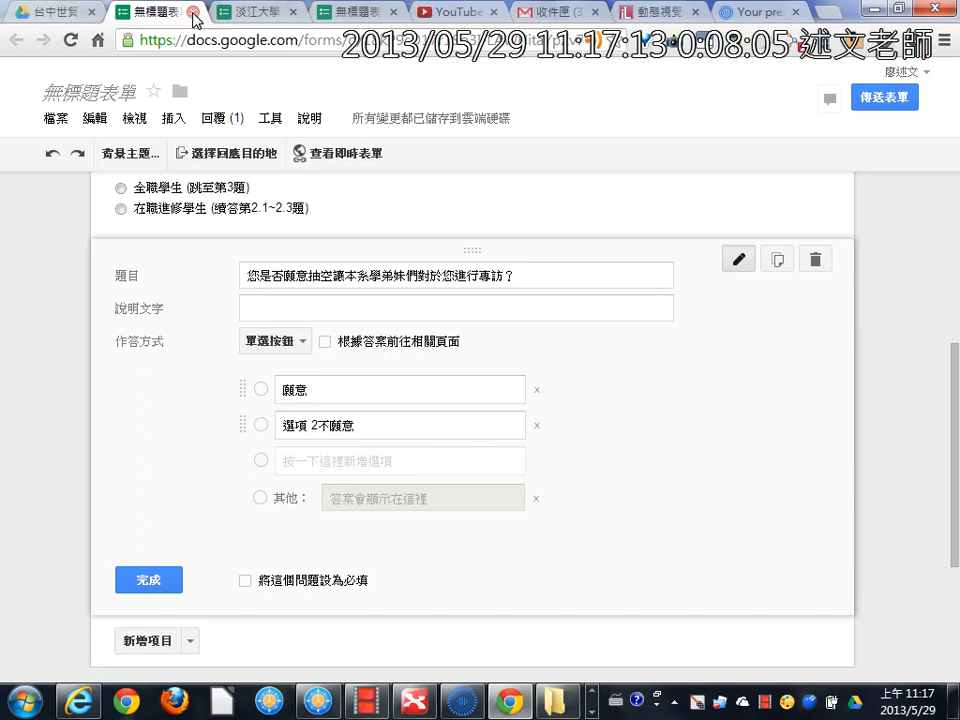 台中世貿
無標題表
淡江大學
無標題表
YouTube
收件匣 (3
動態視受
Your pre
https://docs.google.com/forms/
2013/05/29 11.17.13 0:08:05 述文老師
廖述文
無標題表單
傳送表單
檔案 編輯 檢視 插入 回覆 (1) 工具 說明 所有變更都已儲存到雲端硬碟
背景主題... 選擇回應目的地 查看即時表單
全職學生 (跳至第3題)
在職進修學生 (續答第2.1~2.3題)
題目 您是否願意抽空讓本系學弟妹們對於您進行專訪？
說明文字
作答方式 單選按鈕 根據答案前往相關頁面
願意
選項 2不願意
按一下這裡新增選項
其他： 答案會顯示在這裡
完成 將這個問題設為必填
新增項目
上午 11:17
2013/5/29